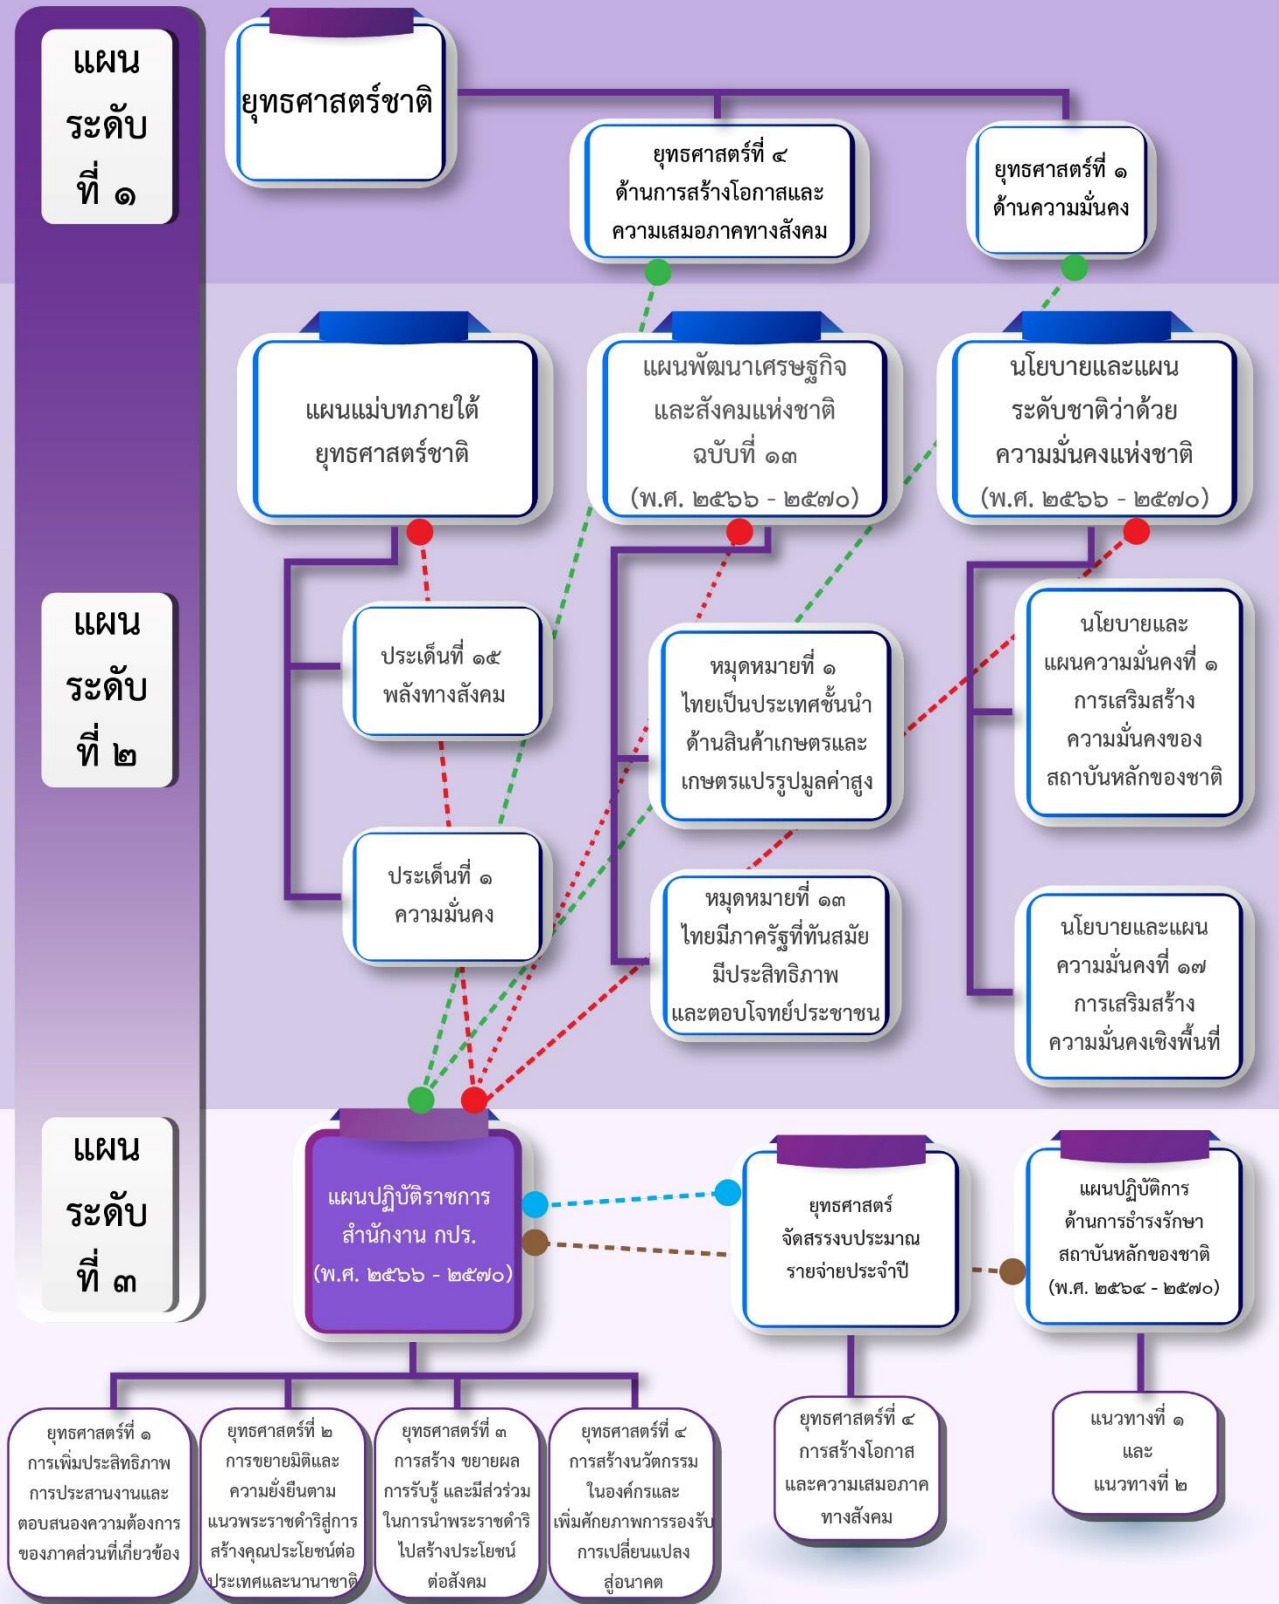 แผน
ระดับ
ที่ ๑
ยุทธศาสตร์ชาติ
ยุทธศาสตร์ที่ ๔
ด้านการสร้างโอกาสและ
ความเสมอภาคทางสังคม
ยุทธศาสตร์ที่ ๑
ด้านความมั่นคง
แผน
ระดับ
ที่ ๒
แผนแม่บทภายใต้
ยุทธศาสตร์ชาติ
ประเด็นที่ ๑๕
พลังทางสังคม
ประเด็นที่ ๑
ความมั่นคง
แผนพัฒนาเศรษฐกิจ
และสังคมแห่งชาติ
ฉบับที่ ๑๓
(พ.ศ. ๒๕๖๖ - ๒๕๗๐)
หมุดหมายที่ ๑
ไทยเป็นประเทศชั้นนำ
ด้านสินค้าเกษตรและ
เกษตรแปรรูปมูลค่าสูง
หมุดหมายที่ ๑๓
ไทยมีภาครัฐที่ทันสมัย
มีประสิทธิภาพ
และตอบโจทย์ประชาชน
นโยบายและแผน
ระดับชาติว่าด้วย
ความมั่นคงแห่งชาติ
(พ.ศ. ๒๕๖๖ - ๒๕๗๐)
นโยบายและ
แผนความมั่นคงที่ ๑
การเสริมสร้าง
ความมั่นคงของ
สถาบันหลักของชาติ
นโยบายและแผน
ความมั่นคงที่ ๑๗
การเสริมสร้าง
ความมั่นคงเชิงพื้นที่
แผน
ระดับ
ที่ ๓
แผนปฏิบัติราชการ
สำนักงาน กปร.
(พ.ศ. ๒๕๖๖ - ๒๕๗๐)
ยุทธศาสตร์
จัดสรรงบประมาณ
รายจ่ายประจำปี
แผนปฏิบัติการ
ด้านการธำรงรักษา
สถาบันหลักของชาติ
(พ.ศ. ๒๕๖๔ - ๒๕๗๐)
ยุทธศาสตร์ที่ ๑
การเพิ่มประสิทธิภาพ
การประสานงานและ
ตอบสนองความต้องการ
ของภาคส่วนที่เกี่ยวข้อง
ยุทธศาสตร์ที่ ๒
การขยายมิติและ
ความยั่งยืนตาม
แนวพระราชดำริสู่การ
สร้างคุณประโยชน์ต่อ
ประเทศและนานาชาติ
ยุทธศาสตร์ที่ ๓
การสร้าง ขยายผล
การรับรู้ และมีส่วร่วม
ในการนำพระราชดำริ
ไปสร้างประโยชน์
ต่อสังคม
ยุทธศาสตร์ที่ ๔
การสร้างนวัตกรรม
ในองค์กรและ
เพิ่มศักยภาพการรองรับ
การเปลี่ยนแปลง
สู่อนาคต
ยุทธศาสตร์ที่ ๔
การสร้างโอกาส
และความเสมอภาค
ทางสังคม
แนวทางที่ ๑
และ
แนวทางที่ ๒